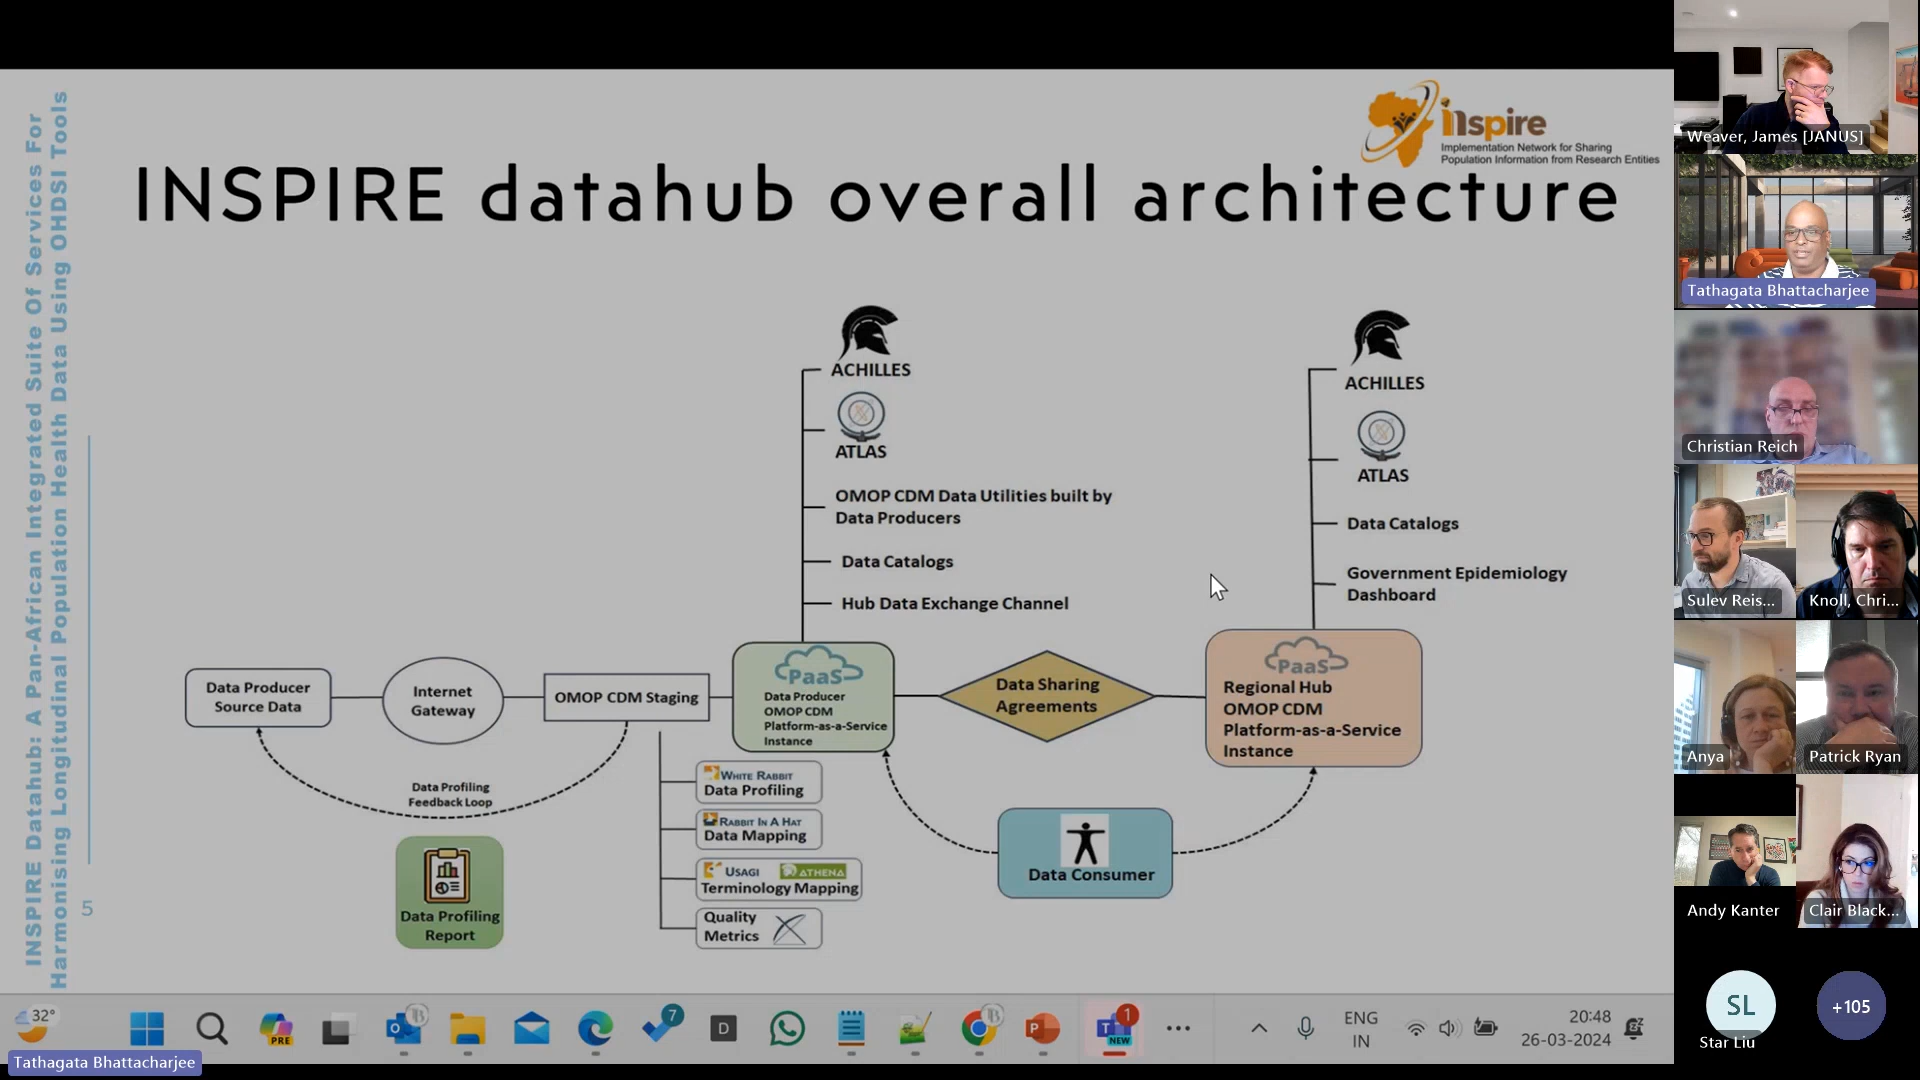 INSPIRE Datahub: A Pan-African Integrated Suite Of Services For
Harmonising Longitudinal Population Health Data Using OHDSI Tools
5
inspire
Implementation Network for Sharing
Population Information from Research Entities
INSPIRE datahub overall architecture
ACHILLES
ATLAS
OMOP CDM Data Utilities built by
Data Producers
Data Catalogs
Hub Data Exchange Channel
ACHILLES
ATLAS
Data Catalogs
Government Epidemiology
Dashboard
Data Producer
Source Data
Internet
Gateway
OMOP CDM Staging
PaaS
Data Producer
OMOP CDM
Platform-as-a-Service
Instance
Data Sharing
Agreements
PaaS
Regional Hub
OMOP CDM
Platform-as-a-Service
Instance
Data Profiling
Feedback Loop
Data Profiling
Report
WHITE RABBIT
Data Profiling
RABBIT IN A HAT
Data Mapping
USAGI
ATHENA
Terminology Mapping
Quality
Metrics
Data Consumer
32°
PRE
7
D
1
NEW
ENG
IN
20:48
26-03-2024
Tathagata Bhattacharjee
Weaver, James [JANUS]
Tathagata Bhattacharjee
Christian Reich
Sulev Reis...
Knoll, Chri...
Anya
Patrick Ryan
Andy Kanter
Clair Black...
SL
Star Liu
+105